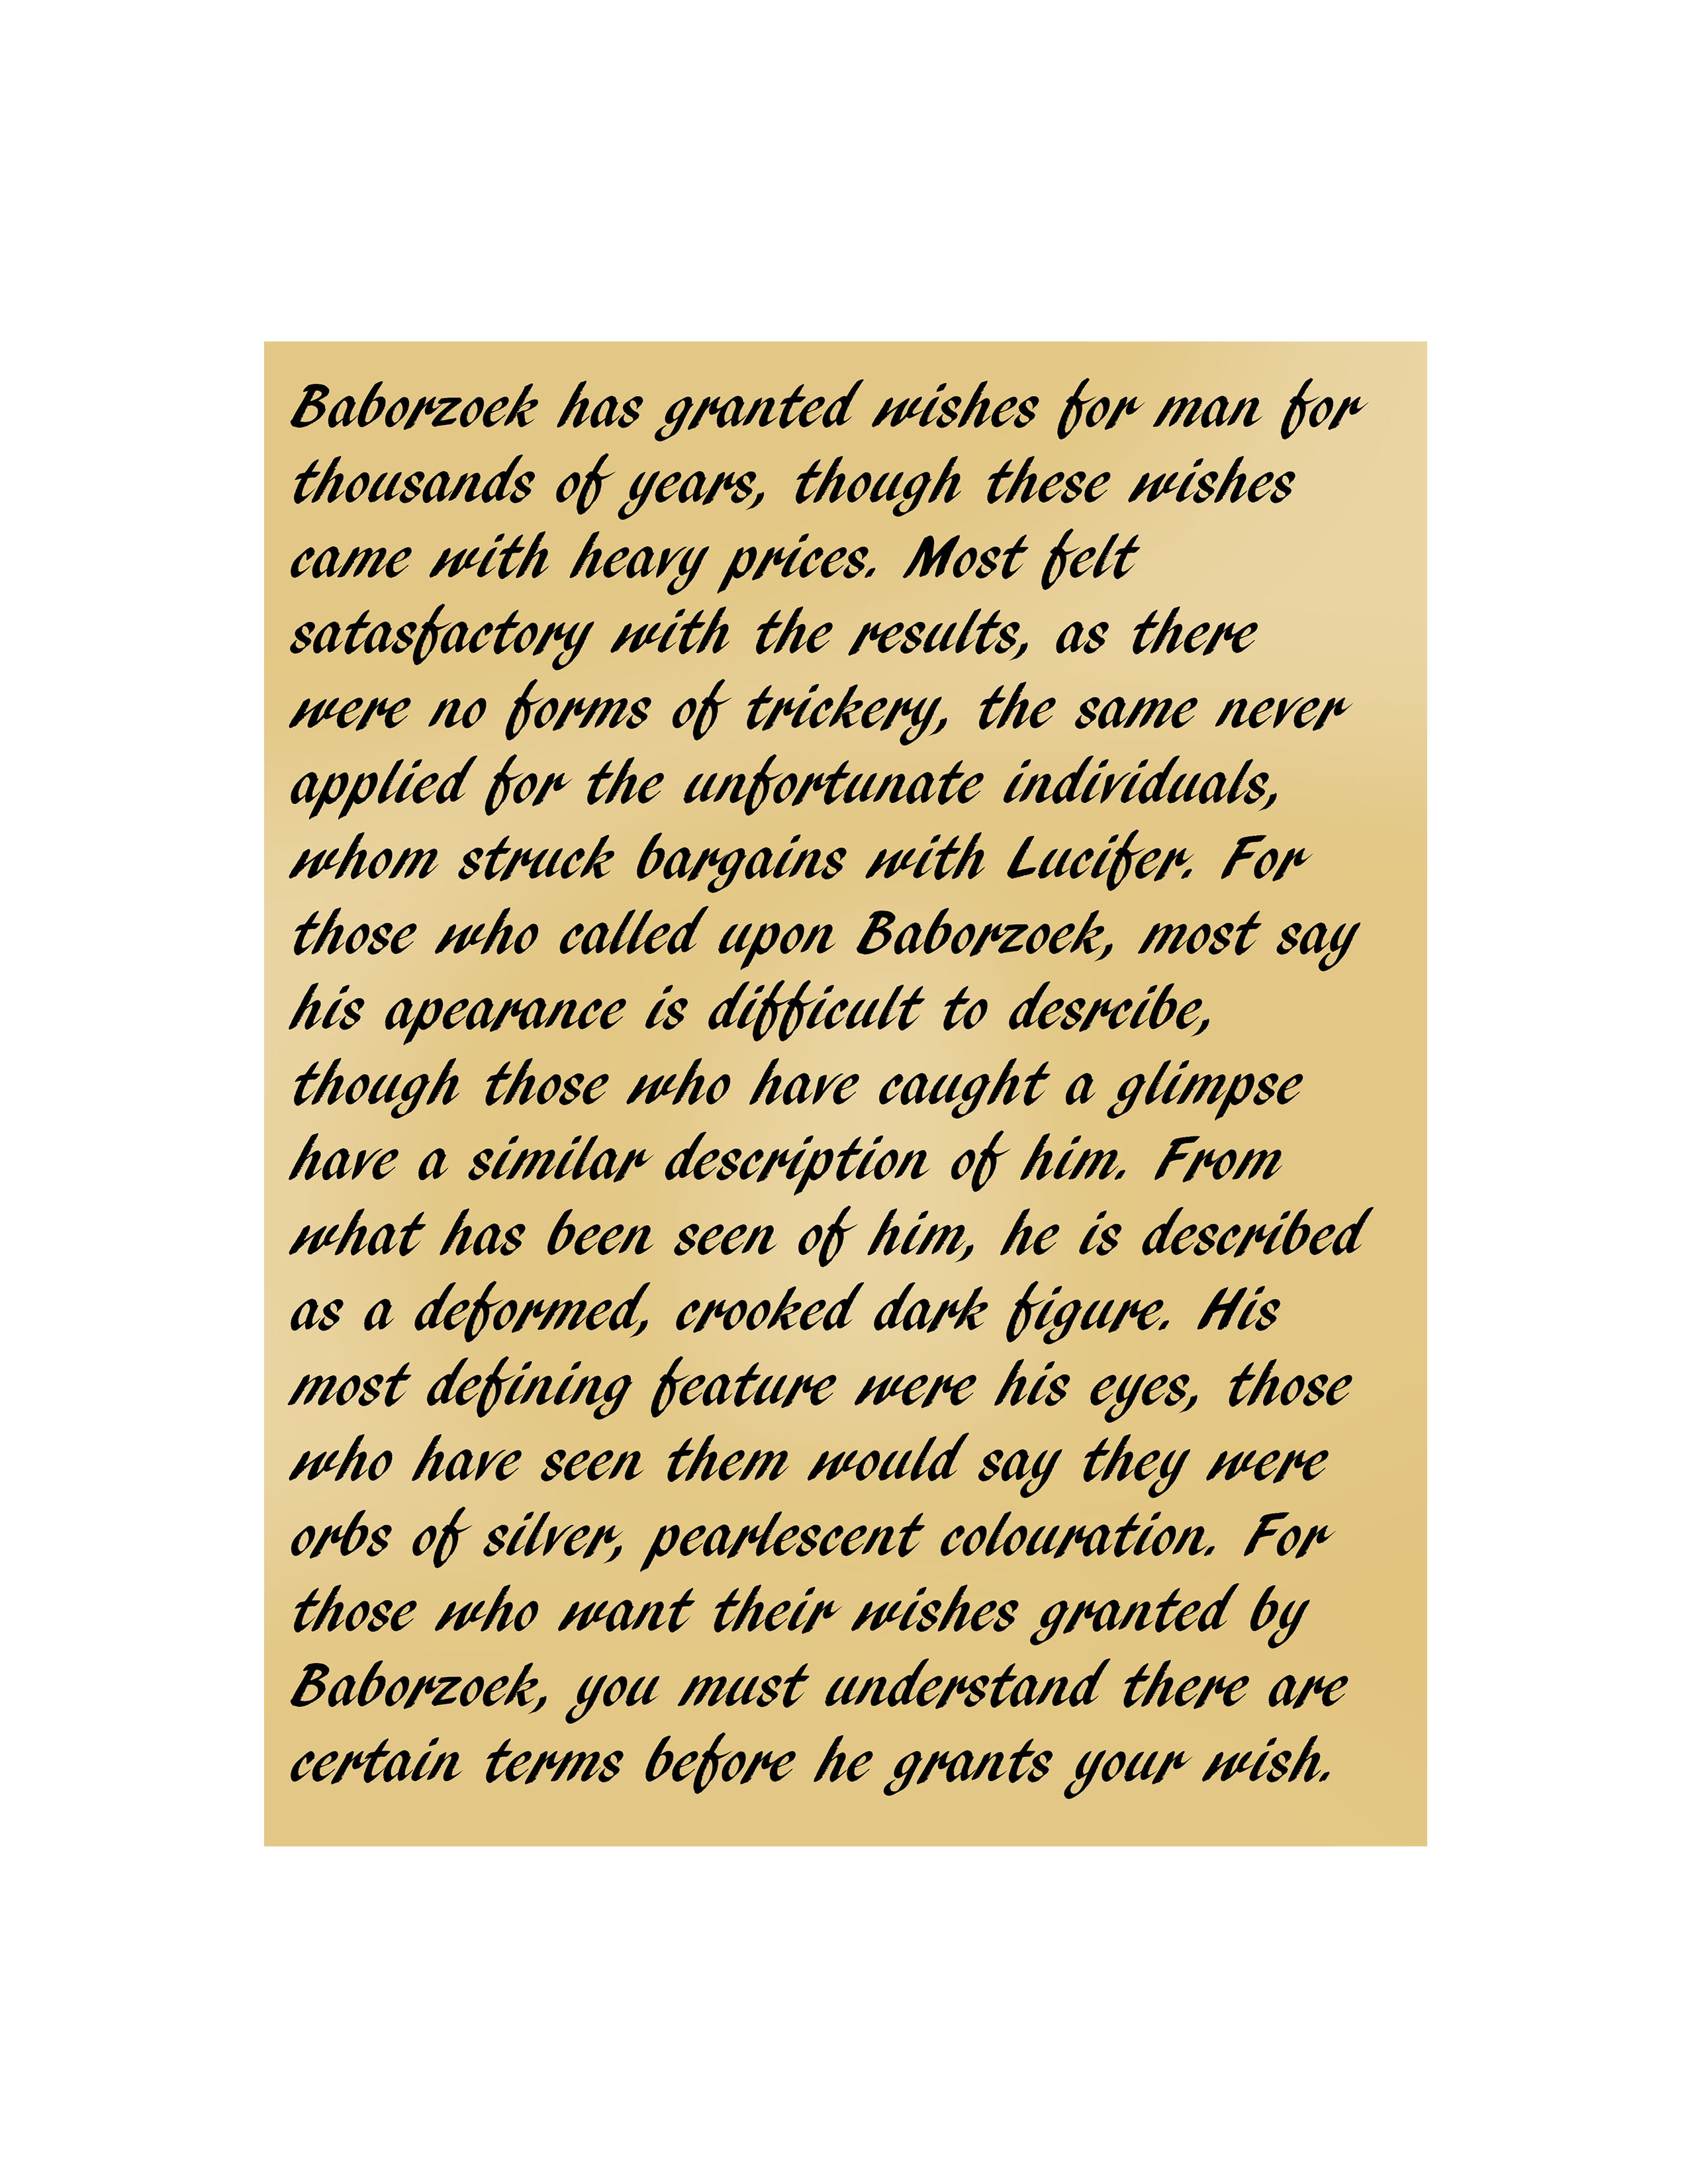 Baborzoek has granted wishes for man for
thousands of years, though these wishes
came with heavy prices. Most felt
satasfactory with the results, as there
were no forms of trickery, the same never
applied for the unfortunate individuals,
whom struck bargains with Lucifer. For
those who called upon Baborzoek, most say
his apearance is difficult to desrcibe,
though those who have caught a glimpse
have a similar description of him. From
what has been seen of him, he is described
as a deformed, crooked dark figure. His
most defining feature were his eyes, those
who have seen them would say they were
orbs of silver, pearlescent colouration. For
those who want their wishes granted by
Baborzoek, you must understand there are
certain terms before he grants your wish.